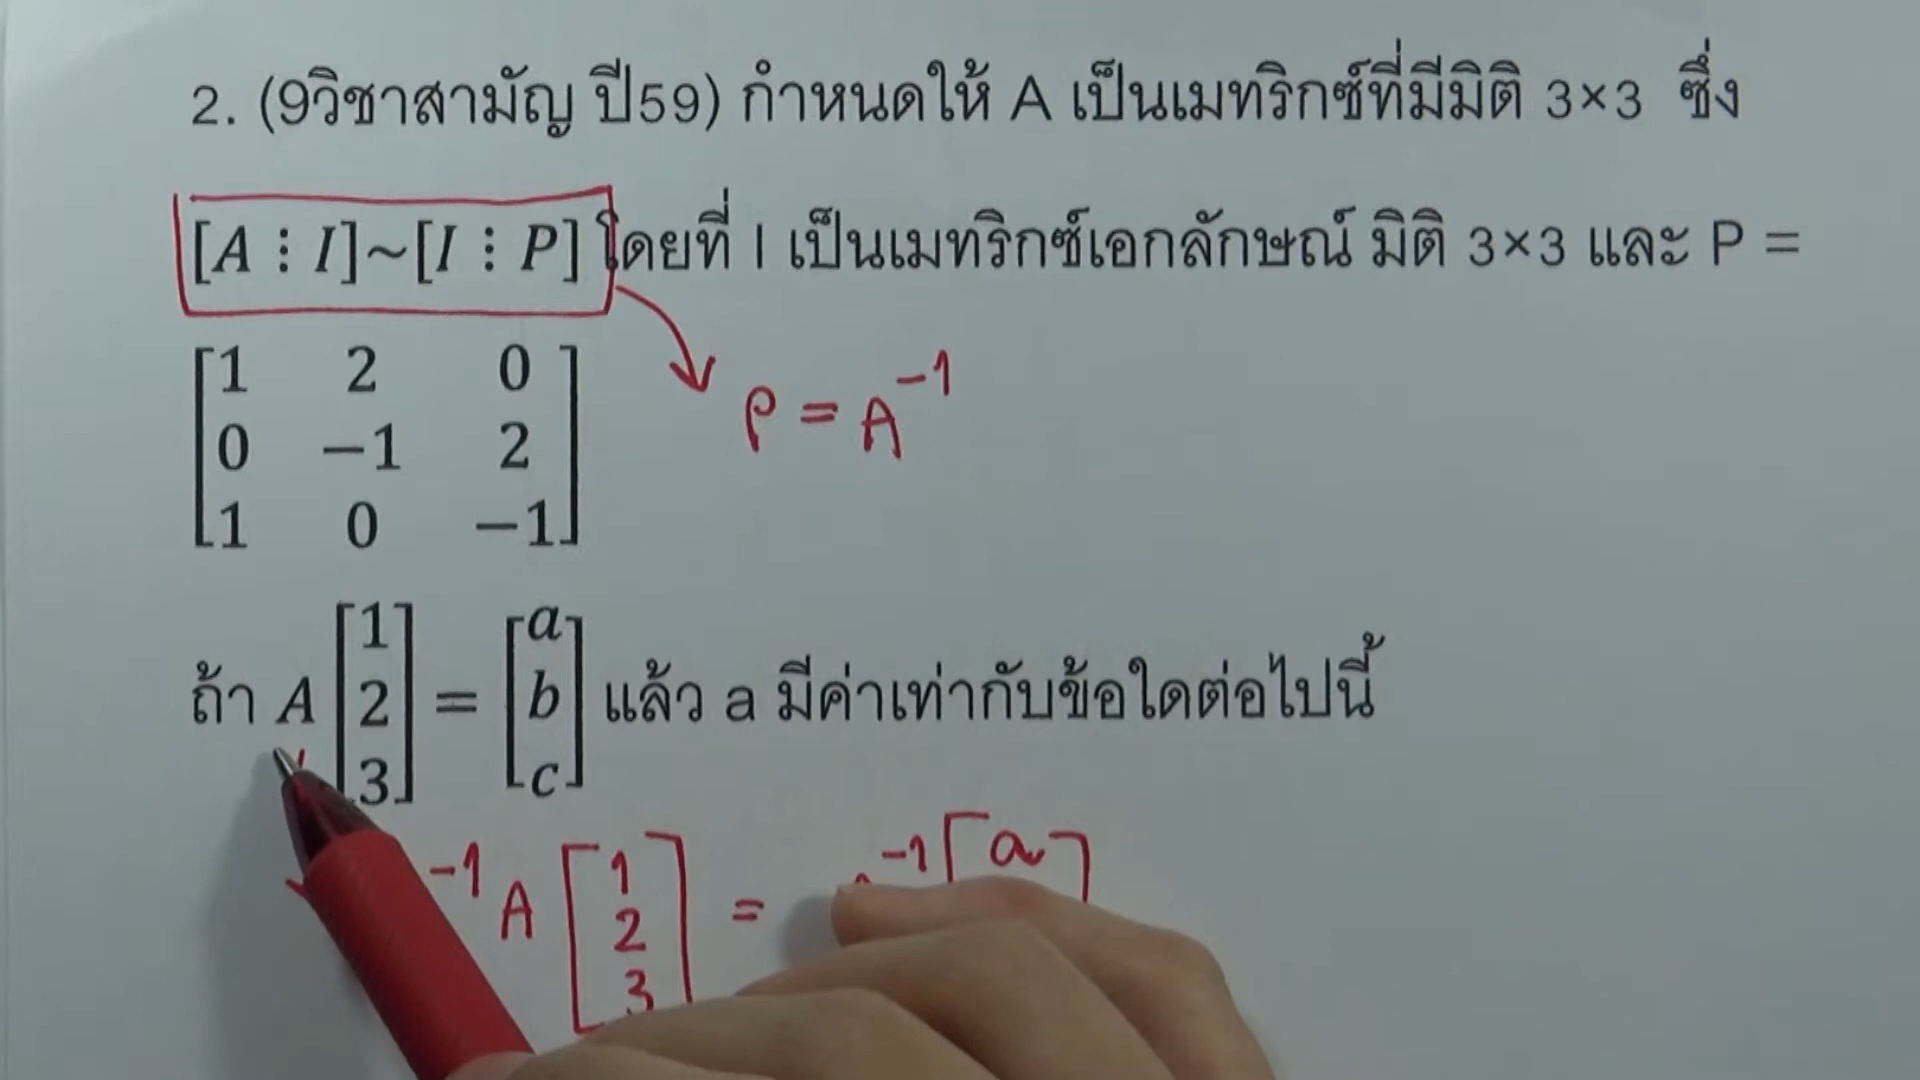 2. (9วิชาสามัญ ปี59) กำหนดให้ A เป็นเมทริกซ์ที่มีมิติ 3×3 ซึ่ง
[A ⋮ I]~[I ⋮ P] โดยที่ I เป็นเมทริกซ์เอกลักษณ์ มิติ 3×3 และ P =
1 2 0
0 −1 2
1 0 −1
P = A⁻¹
ถ้า A [1 2 3] = [a b c] แล้ว a มีค่าเท่ากับข้อใดต่อไปนี้
⁻¹ A [1 2 3] = ⁻¹ [a